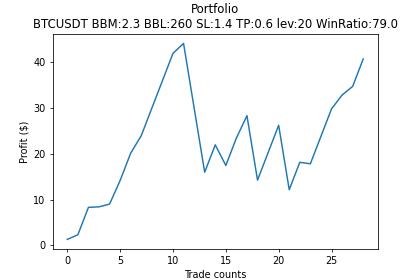 Portfolio
BTCUSDT BBM:2.3 BBL:260 SL:1.4 TP:0.6 lev:20 WinRatio:79.0
Profit ($)
40
30
20
10
0
0 5 10 15 20 25
Trade counts